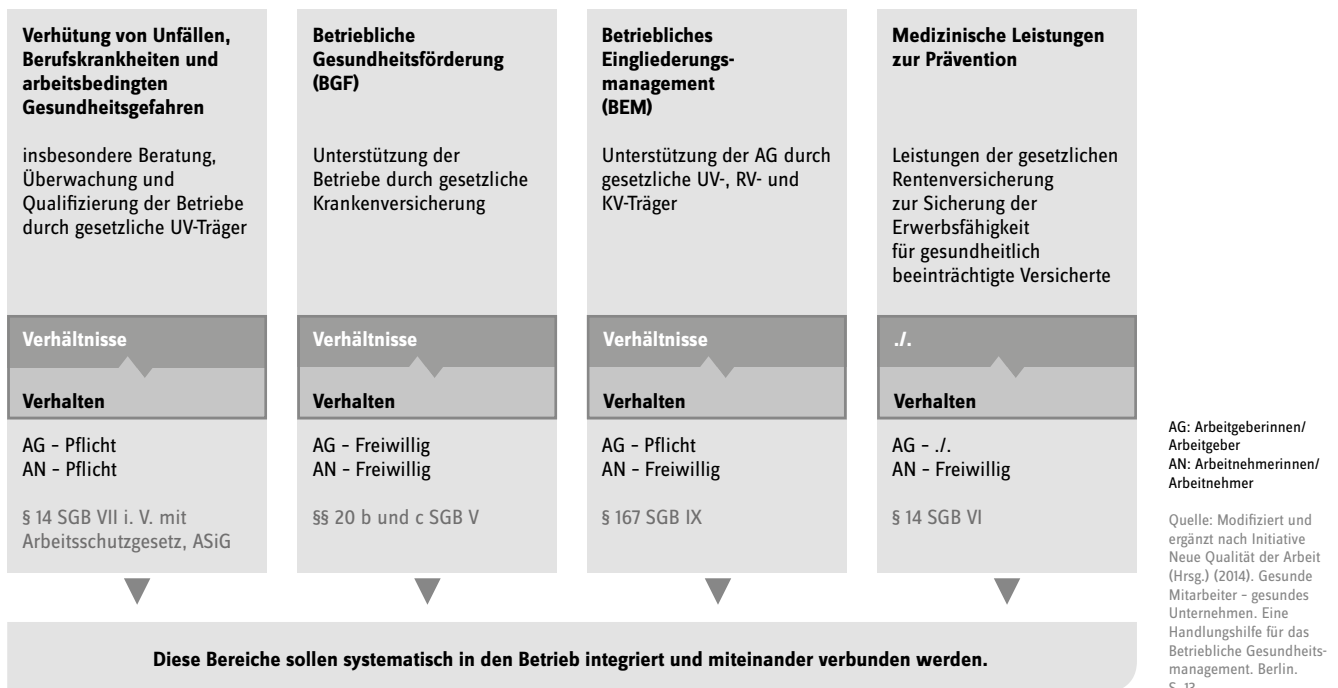 Verhütung von Unfällen,
Berufskrankheiten und
arbeitsbedingten
Gesundheitsgefahren
insbesondere Beratung,
Überwachung und
Qualifizierung der Betriebe
durch gesetzliche UV-Träger
Verhältnisse
Verhalten
AG – Pflicht
AN – Pflicht
§ 14 SGB VII i. V. mit
Arbeitsschutzgesetz, ASiG
Betriebliche
Gesundheitsförderung
(BGF)
Unterstützung der
Betriebe durch gesetzliche
Krankenversicherung
Verhältnisse
Verhalten
AG – Freiwillig
AN – Freiwillig
§§ 20 b und c SGB V
Betriebliches
Eingliederungs-
management
(BEM)
Unterstützung der AG durch
gesetzliche UV-, RV- und
KV-Träger
Verhältnisse
Verhalten
AG – Pflicht
AN – Freiwillig
§ 167 SGB IX
Medizinische Leistungen
zur Prävention
Leistungen der gesetzlichen
Rentenversicherung
zur Sicherung der
Erwerbsfähigkeit
für gesundheitlich
beeinträchtigte Versicherte
./.
Verhalten
AG – ./.
AN – Freiwillig
§ 14 SGB VI
Diese Bereiche sollen systematisch in den Betrieb integriert und miteinander verbunden werden.
AG: Arbeitgeberinnen/
Arbeitgeber
AN: Arbeitnehmerinnen/
Arbeitnehmer
Quelle: Modifiziert und
ergänzt nach Initiative
Neue Qualität der Arbeit
(Hrsg.) (2014). Gesunde
Mitarbeiter – gesundes
Unternehmen. Eine
Handlungshilfe für das
Betriebliche Gesundheits-
management. Berlin.
S. 13